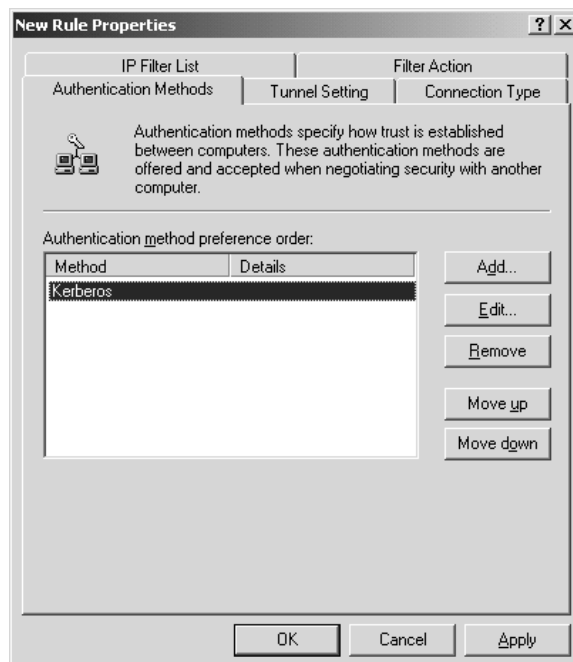 New Rule Properties
IP Filter List
Filter Action
Authentication Methods
Tunnel Setting
Connection Type
Authentication methods specify how trust is established
between computers. These authentication methods are
offered and accepted when negotiating security with another
computer.
Authentication method preference order:
Method
Details
Kerberos
Add...
Edit...
Remove
Move up
Move down
OK
Cancel
Apply